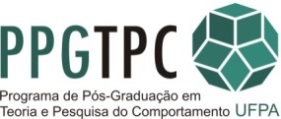 PPGTPC
Programa de Pós-Graduação em
Teoria e Pesquisa do Comportamento UFPA